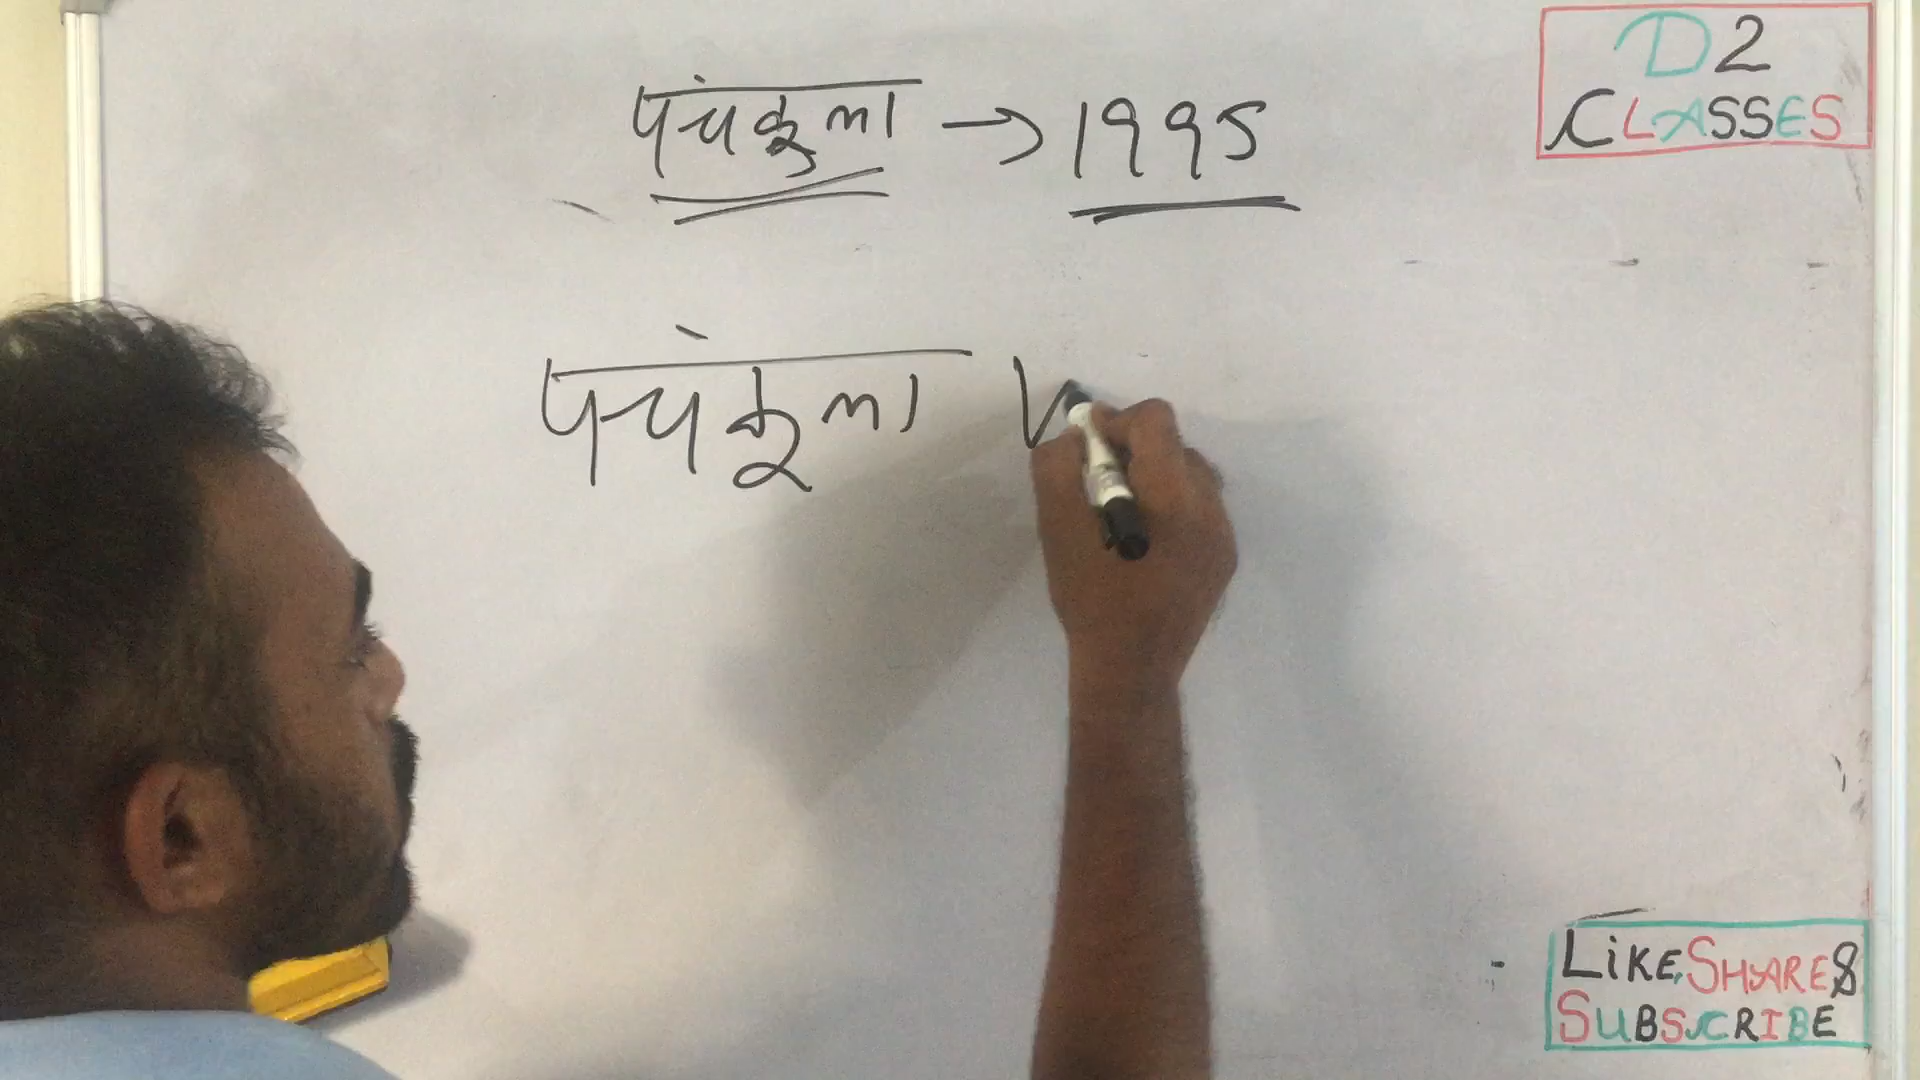 पंचकूला → 1995
D2
CLASSES
पंचकूला
LiKE, SHARE &
SUBSCRIBE